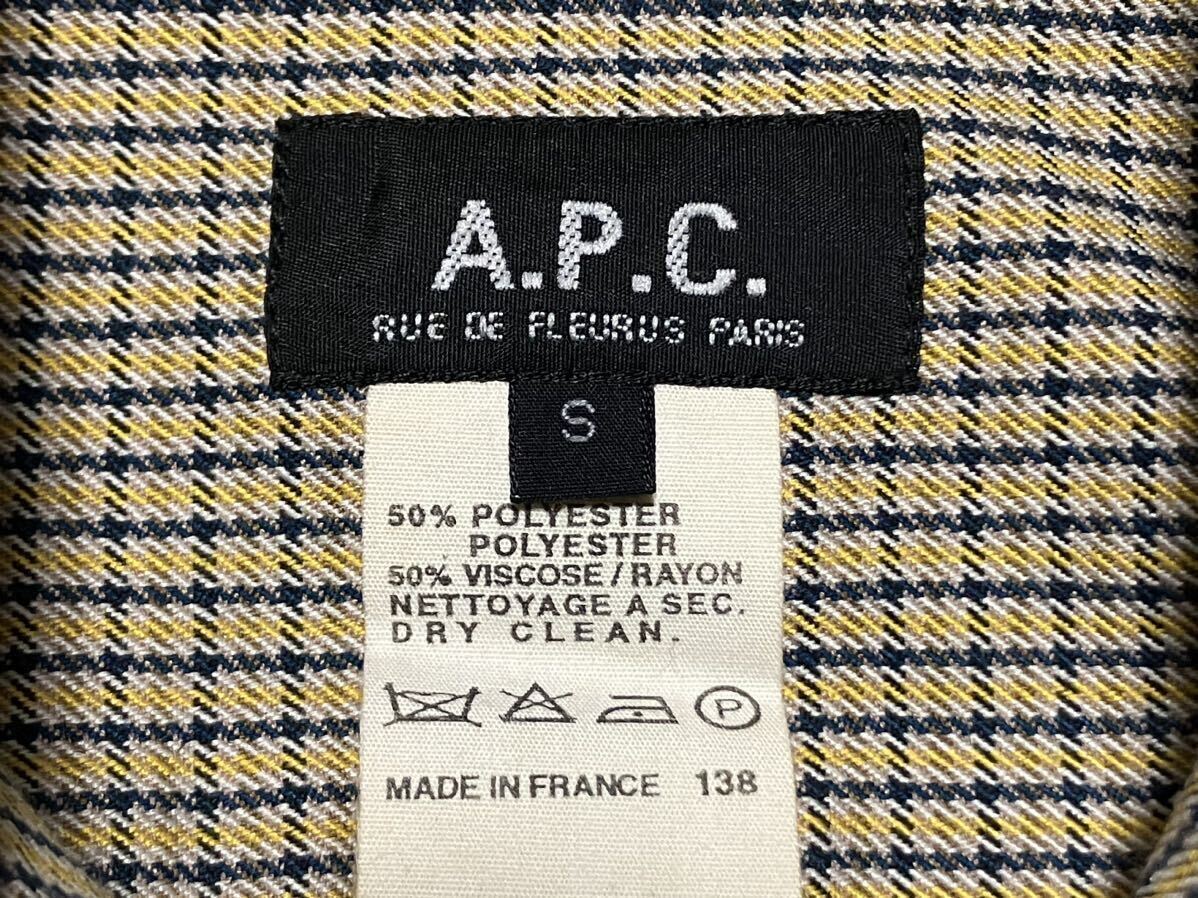 A.P.C.
RUE DE FLEURUS PARIS
S
50% POLYESTER
POLYESTER
50% VISCOSE/RAYON
NETTOYAGE A SEC.
DRY CLEAN.
P
MADE IN FRANCE 138